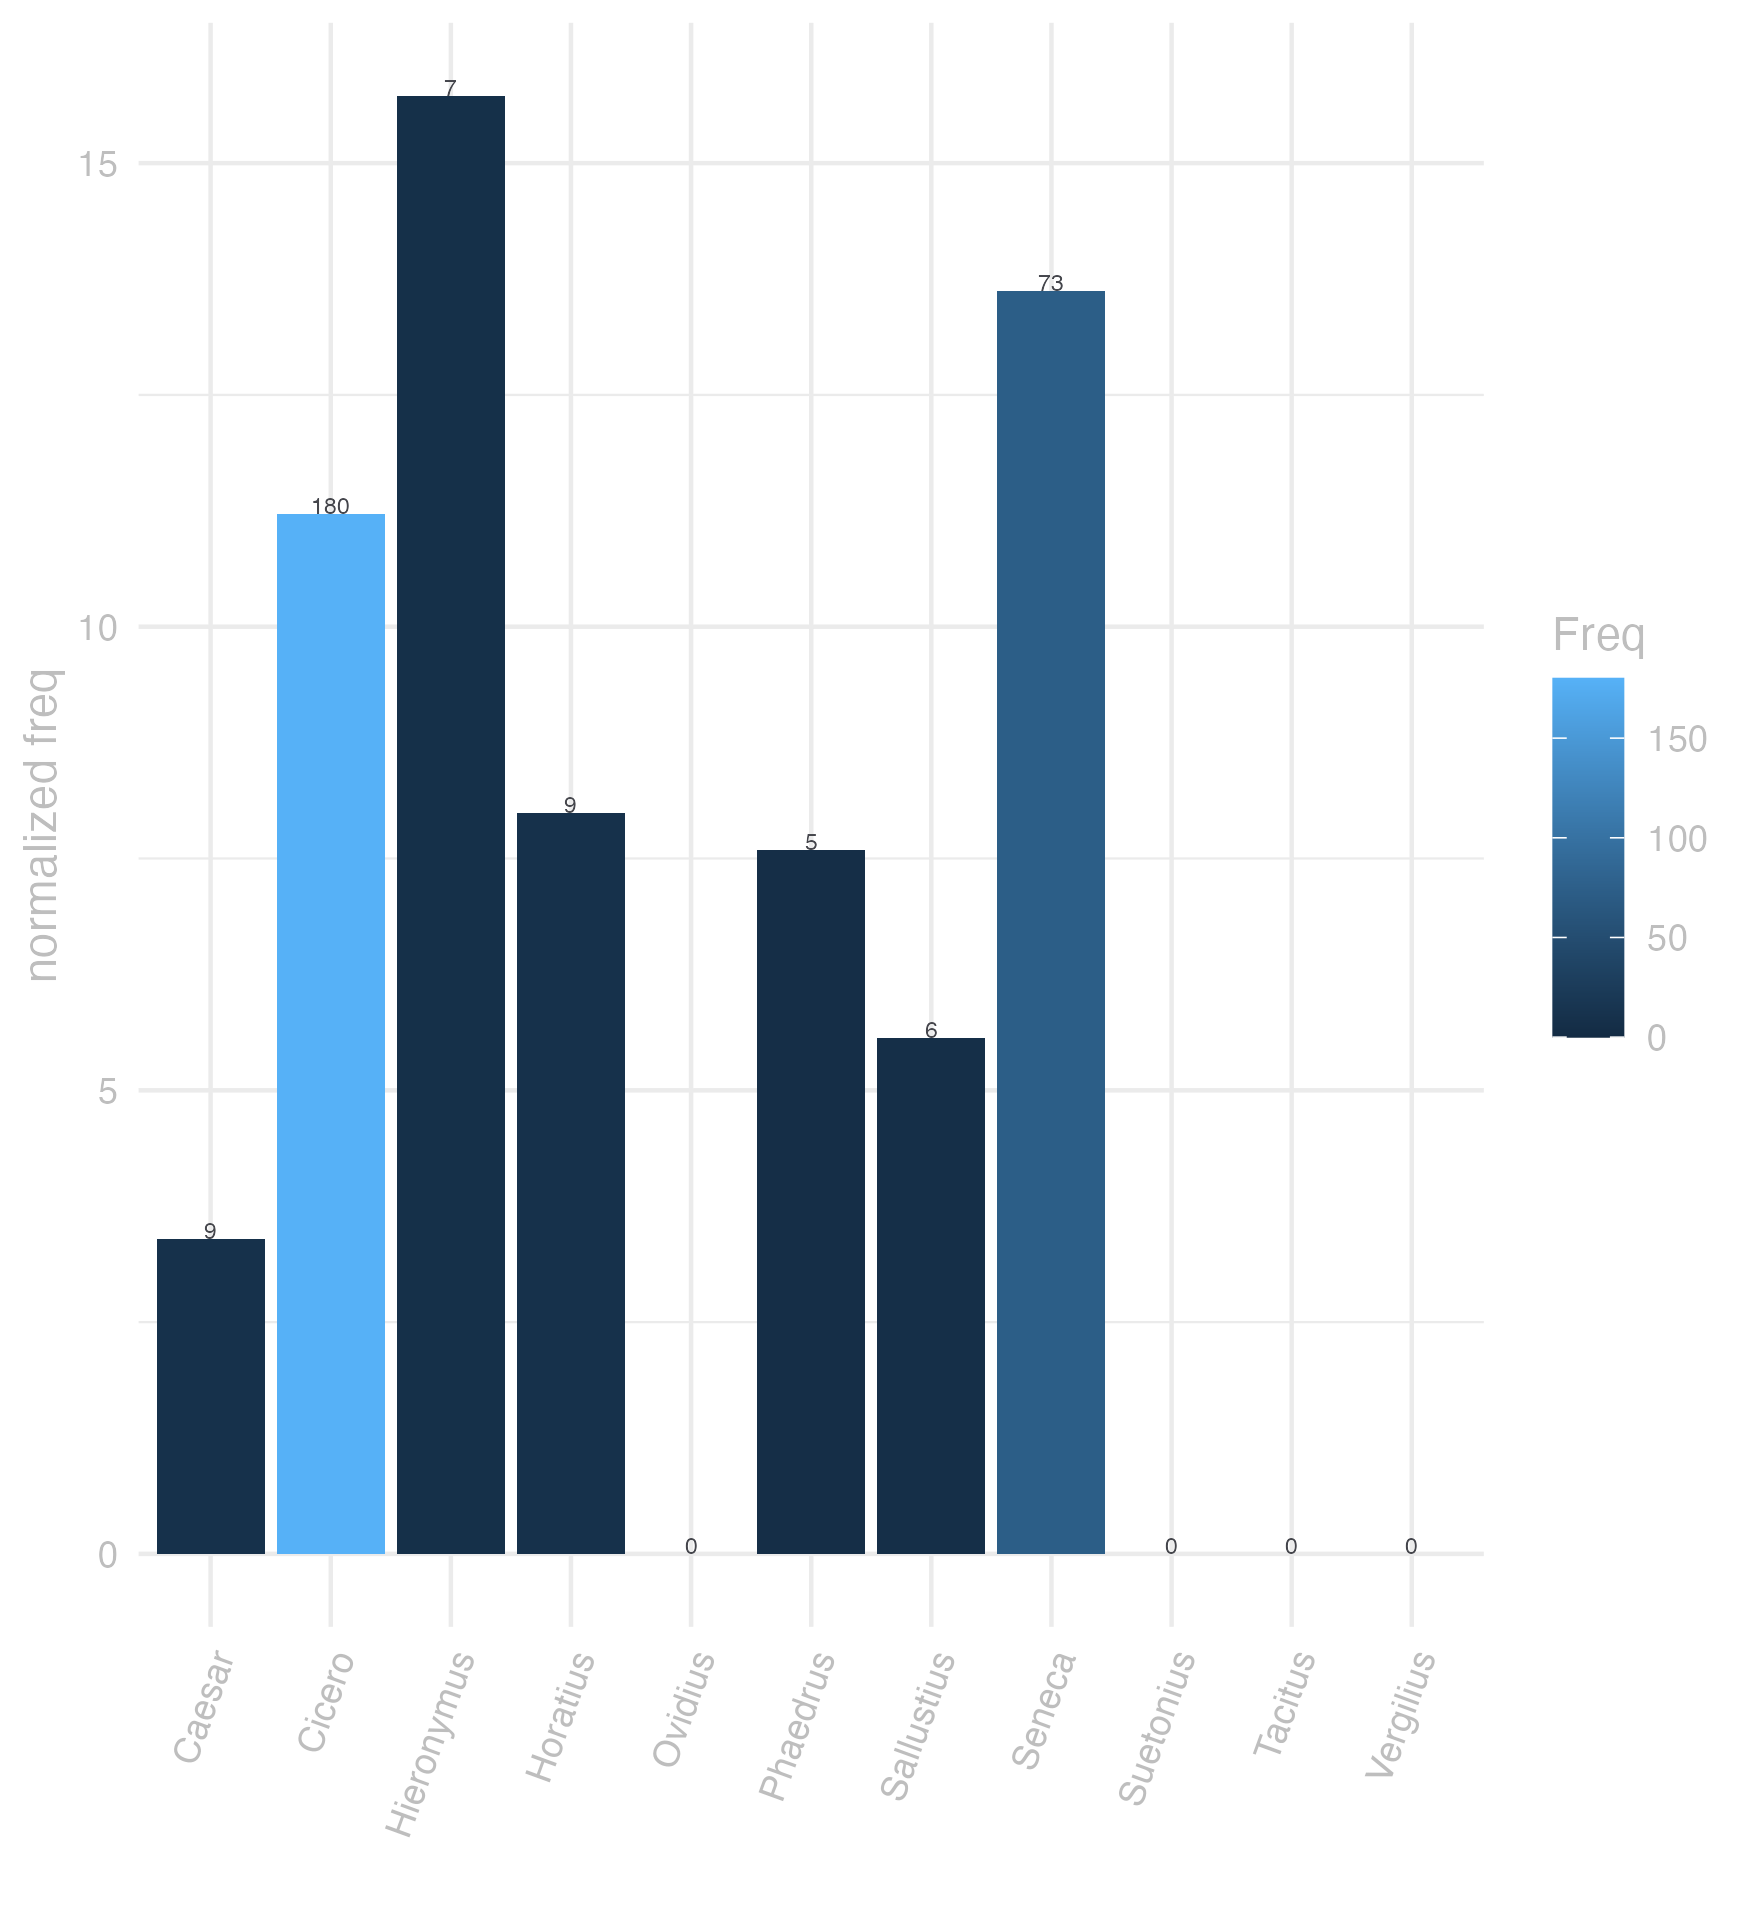 7
15
73
180
10
Freq
150
normalized freq
9
100
5
50
6
0
5
9
0
0
0
0
0
Caesar
Cicero
Hieronymus
Horatius
Ovidius
Phaedrus
Sallustius
Seneca
Suetonius
Tacitus
Vergilius